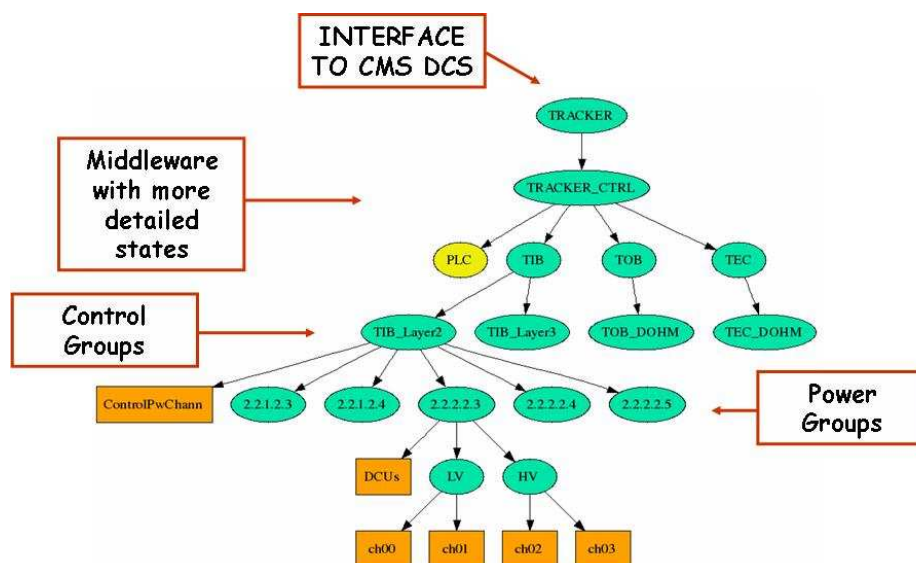 INTERFACE
TO CMS DCS
TRACKER
Middleware
with more
detailed
states
TRACKER_CTRL
PLC
TIB
TOB
TEC
Control
Groups
TIB_Layer2
TIB_Layer3
TOB_DOHM
TEC_DOHM
ControlPwChann
2.2.1.2.3
2.2.1.2.4
2.2.2.2.3
2.2.2.2.4
2.2.2.2.5
Power
Groups
DCUs
LV
HV
ch00
ch01
ch02
ch03